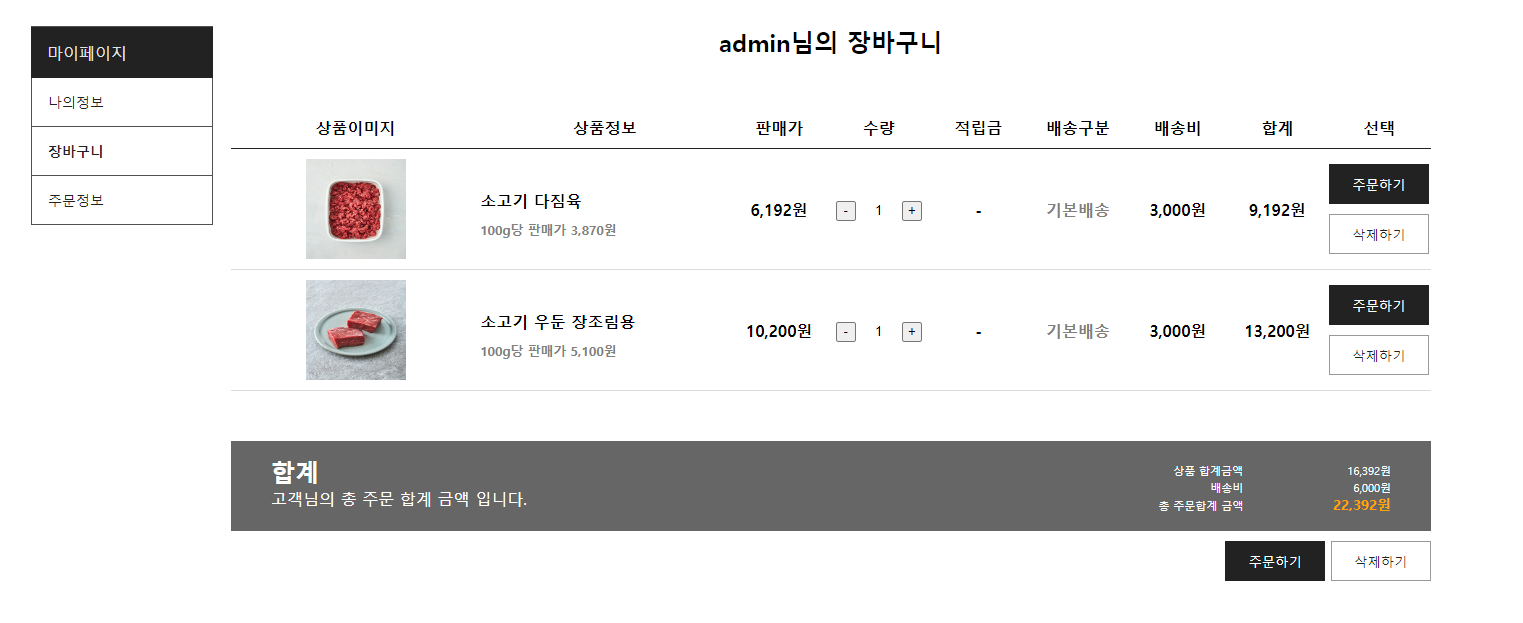 마이페이지
나의정보
장바구니
주문정보
admin님의 장바구니
상품이미지 상품정보 판매가 수량 적립금 배송구분 배송비 합계 선택
소고기 다짐육
100g당 판매가 3,870원
6,192원 - 1 + - 기본배송 3,000원 9,192원
주문하기
삭제하기
소고기 우둔 장조림용
100g당 판매가 5,100원
10,200원 - 1 + - 기본배송 3,000원 13,200원
주문하기
삭제하기
합계
고객님의 총 주문 합계 금액 입니다.
상품 합계금액 16,392원
배송비 6,000원
총 주문합계 금액 22,392원
주문하기 삭제하기